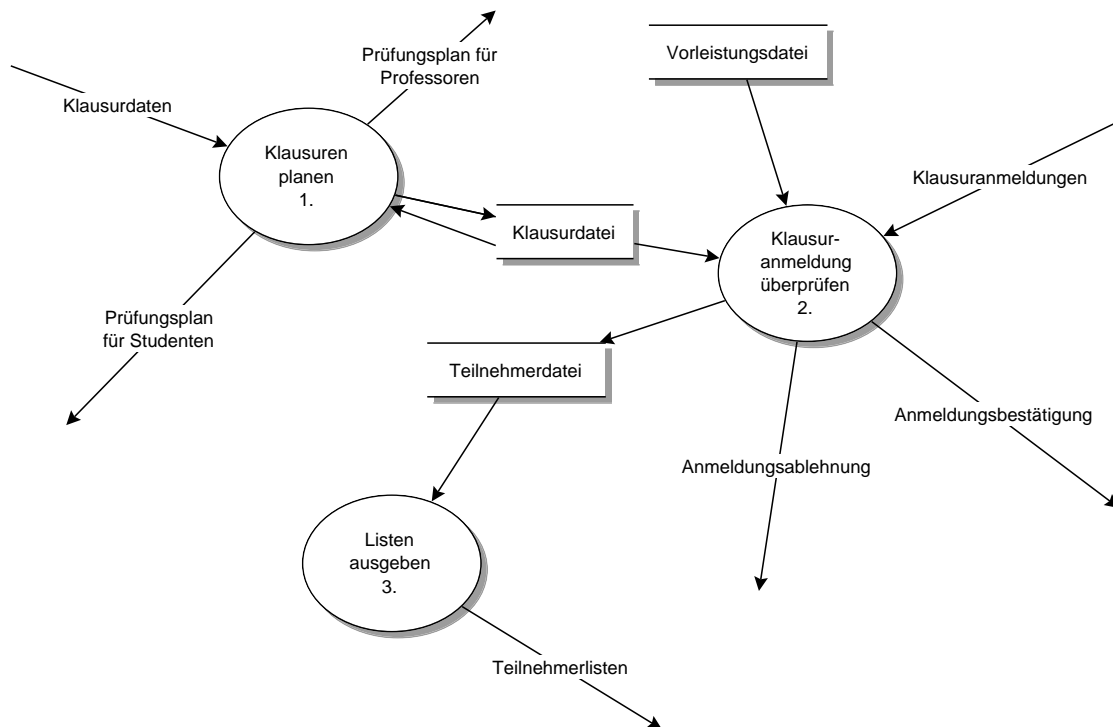 Prüfungsplan für
Professoren
Vorleistungsdatei
Klausurdaten
Klausuren
planen
1.
Klausuranmeldungen
Klausurdatei
Klausur-
anmeldung
überprüfen
2.
Prüfungsplan
für Studenten
Teilnehmerdatei
Anmeldungsbestätigung
Anmeldungsablehnung
Listen
ausgeben
3.
Teilnehmerlisten